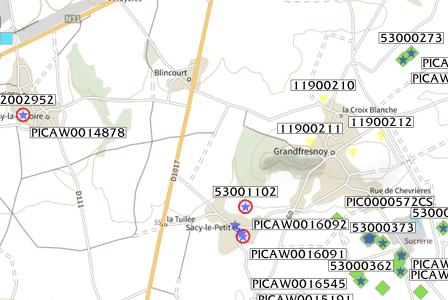 N31
53000273
Blincourt
11900210
2002952
PICAW0014878
la Croix Blanche
11900211
11900212
Grandfresnoy
D1017
D111
53001102
Rue de Chevrières
PIC0000572CS
la Tuilée
55
Sacy-le-Petit
PICAW0016092
53000373
Sucrerie
PICAW0016091
53000362
PICAW0016545